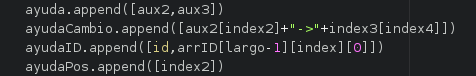 ayuda.append([aux2,aux3])
ayudaCambio.append([aux2[index2]+"->"+index3[index4]])
ayudaID.append([id,arrID[largo-1][index][0]])
ayudaPos.append([index2])